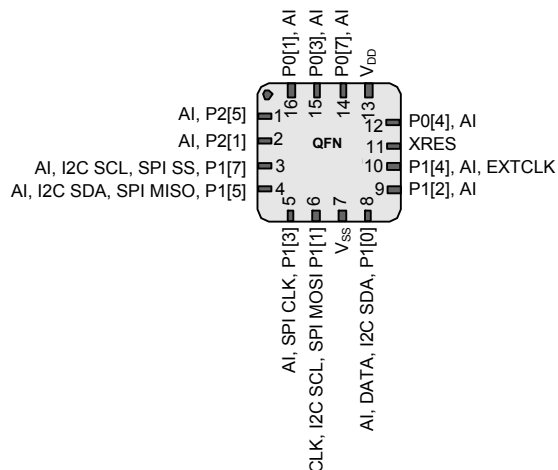 P0[1], AI
P0[3], AI
P0[7], AI
VDD
16
15
14
13
AI, P2[5]
1
AI, P2[1]
2
AI, I2C SCL, SPI SS, P1[7]
3
AI, I2C SDA, SPI MISO, P1[5]
4
QFN
12
P0[4], AI
11
XRES
10
P1[4], AI, EXTCLK
9
P1[2], AI
5
6
7
8
AI, SPI CLK, P1[3]
CLK, I2C SCL, SPI MOSI P1[1]
VSS
AI, DATA, I2C SDA, P1[0]